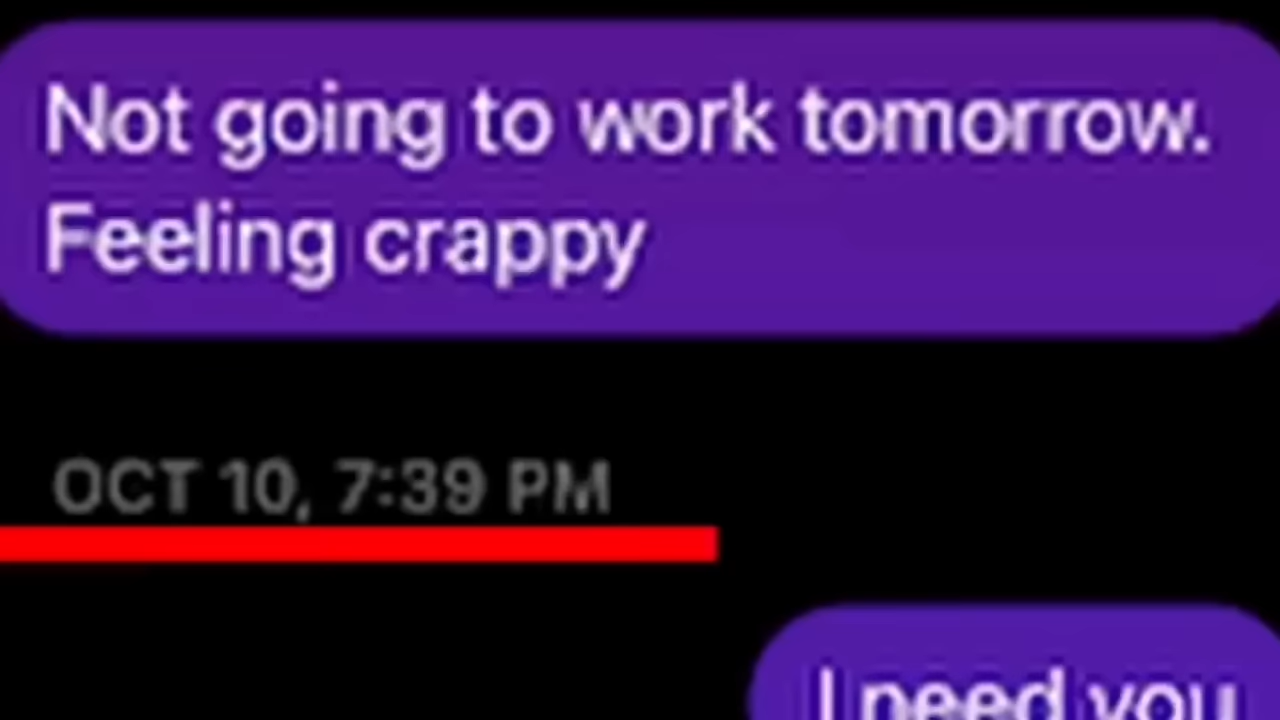 Not going to work tomorrow.
Feeling crappy
OCT 10, 7:39 PM
I need you